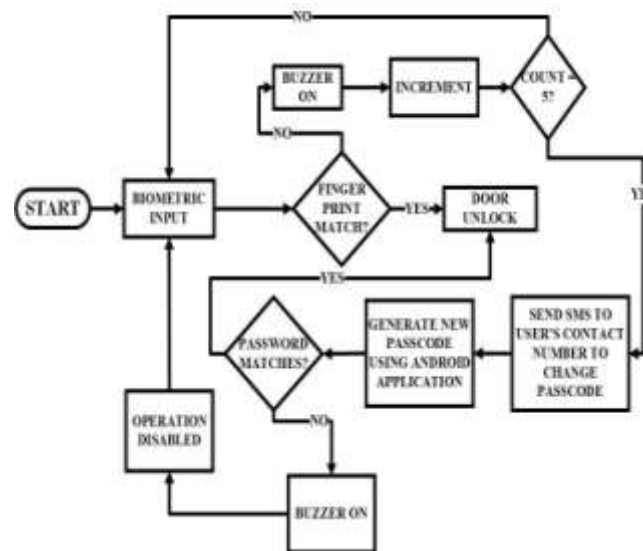 NO
BUZZER
ON
INCREMENT
COUNT =
5?
NO
START
BIOMETRIC
INPUT
FINGER
PRINT
MATCH?
YES
DOOR
UNLOCK
YES
PASSWORD
MATCHES?
GENERATE NEW
PASSCODE
USING ANDROID
APPLICATION
SEND SMS TO
USER'S CONTACT
NUMBER TO
CHANGE
PASSCODE
OPERATION
DISABLED
NO
BUZZER ON